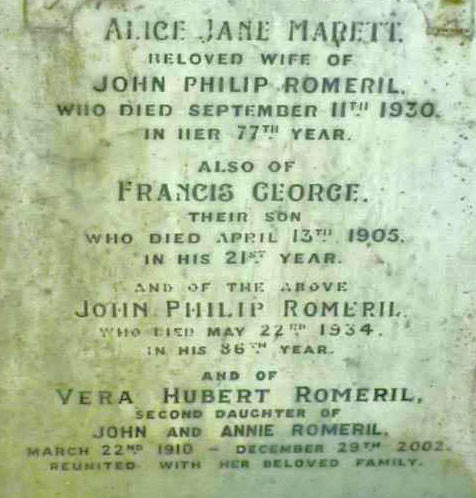 ALICE JANE MARETT.
BELOVED WIFE OF
JOHN PHILIP ROMERIL,
WHO DIED SEPTEMBER 11TH 1930.
IN HER 77TH YEAR.
ALSO OF
FRANCIS GEORGE.
THEIR SON
WHO DIED APRIL 13TH 1905.
IN HIS 21ST YEAR.
AND OF THE ABOVE
JOHN PHILIP ROMERIL
WHO DIED MAY 22ND 1934.
IN HIS 86TH YEAR.
AND OF
VERA HUBERT ROMERIL,
SECOND DAUGHTER OF
JOHN AND ANNIE ROMERIL,
MARCH 22ND 1910 - DECEMBER 29TH 2002.
REUNITED WITH HER BELOVED FAMILY.